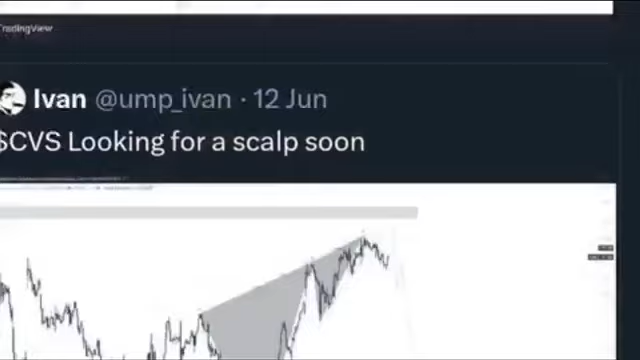 TradingView
Ivan @ump_ivan · 12 Jun
$CVS Looking for a scalp soon